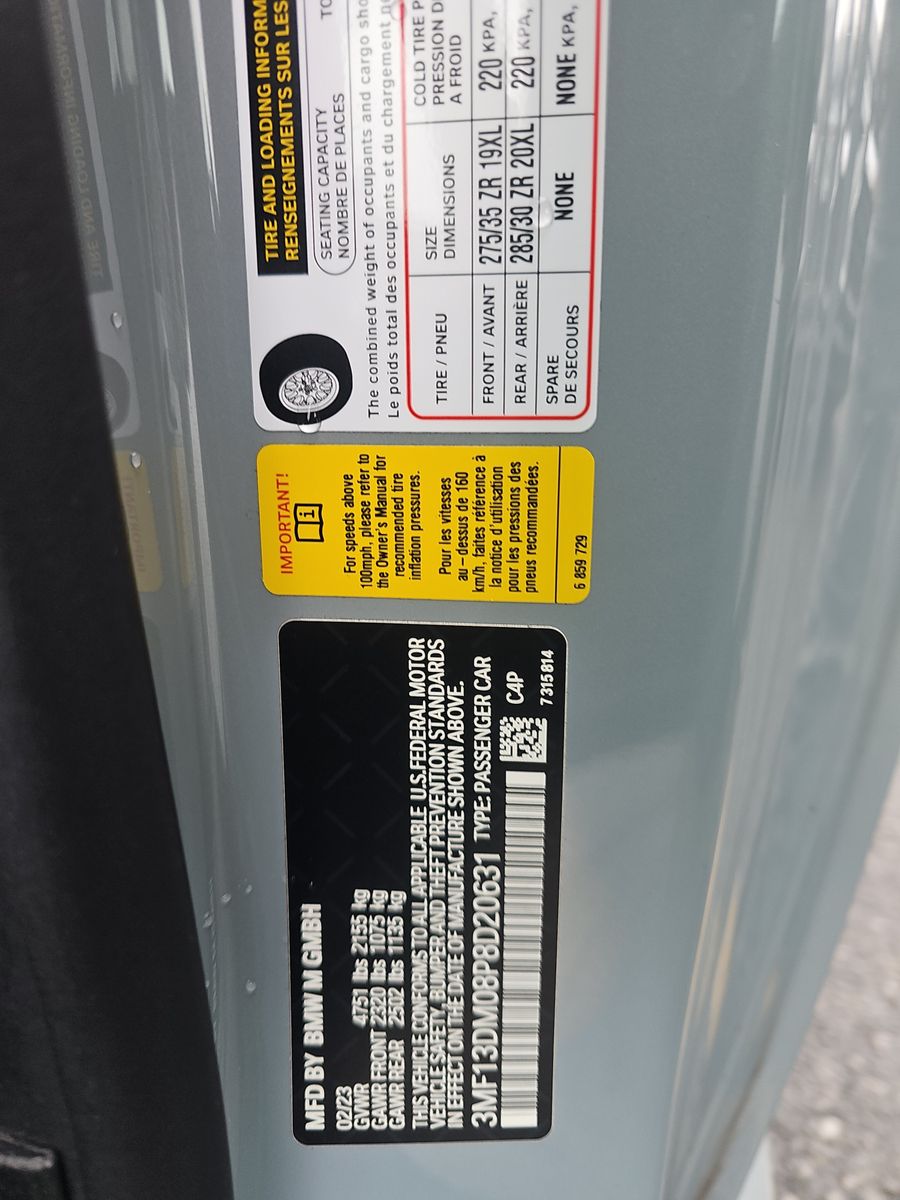 MFD BY BMW M GMBH
02/23
GVWR 4751 lbs 2155 kg
GAWR FRONT 2320 lbs 1075 kg
GAWR REAR 2502 lbs 1135 kg
THIS VEHICLE CONFORMS TO ALL APPLICABLE U.S. FEDERAL MOTOR
VEHICLE SAFETY, BUMPER AND THEFT PREVENTION STANDARDS
IN EFFECT ON THE DATE OF MANUFACTURE SHOWN ABOVE.
3MF13DM08P8D20631 TYPE: PASSENGER CAR
C4P
7315814
IMPORTANT!
i
For speeds above
100mph, please refer to
the Owner's Manual for
recommended tire
inflation pressures.
Pour les vitesses
au-dessus de 160
km/h, faites référence à
la notice d'utilisation
pour les pressions des
pneus recommandées.
6 859 729
TIRE AND LOADING INFORM
RENSEIGNEMENTS SUR LES
SEATING CAPACITY TO
NOMBRE DE PLACES
The combined weight of occupants and cargo sho
Le poids total des occupants et du chargement
TIRE / PNEU SIZE DIMENSIONS COLD TIRE P PRESSION D A FROID
FRONT / AVANT 275/35 ZR 19XL 220 KPA,
REAR / ARRIÈRE 285/30 ZR 20XL 220 KPA,
SPARE DE SECOURS NONE NONE KPA,